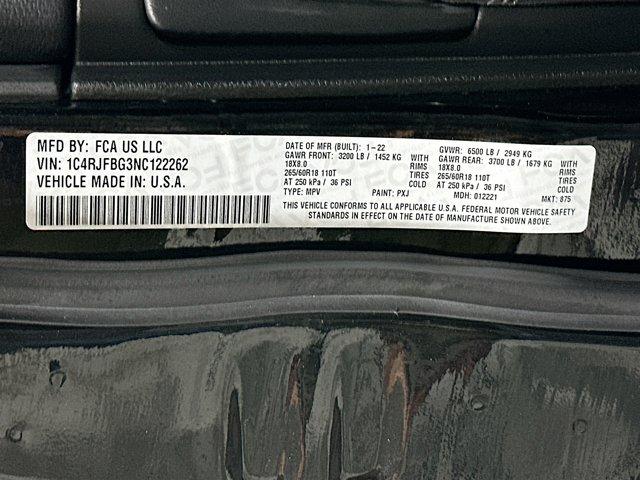 MFD BY: FCA US LLC
VIN: 1C4RJFBG3NC122262
VEHICLE MADE IN: U.S.A.
DATE OF MFR (BUILT): 1-22 GVWR: 6500 LB / 2949 KG
GAWR FRONT: 3200 LB / 1452 KG WITH GAWR REAR: 3700 LB / 1679 KG WITH
18X8.0 RIMS 18X8.0 RIMS
265/60R18 110T TIRES 265/60R18 110T TIRES
AT 250 kPa / 36 PSI COLD AT 250 kPa / 36 PSI COLD
TYPE: MPV PAINT: PXJ MDH: 012221 MKT: 875
THIS VEHICLE CONFORMS TO ALL APPLICABLE U.S.A. FEDERAL MOTOR VEHICLE SAFETY
STANDARDS IN EFFECT ON THE DATE OF MANUFACTURE SHOWN ABOVE.